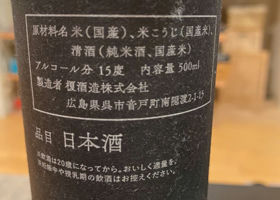 原材料名 米(国産)、米こうじ(国産米)、
清酒(純米酒、国産米)
アルコール分 15度 内容量 500ml
製造者 榎酒造株式会社
広島県呉市音戸町南隠渡2-1-15
品目 日本酒
お飲酒は20歳になってから。おいしく適量を。
妊娠中や授乳期の飲酒はお控えください。